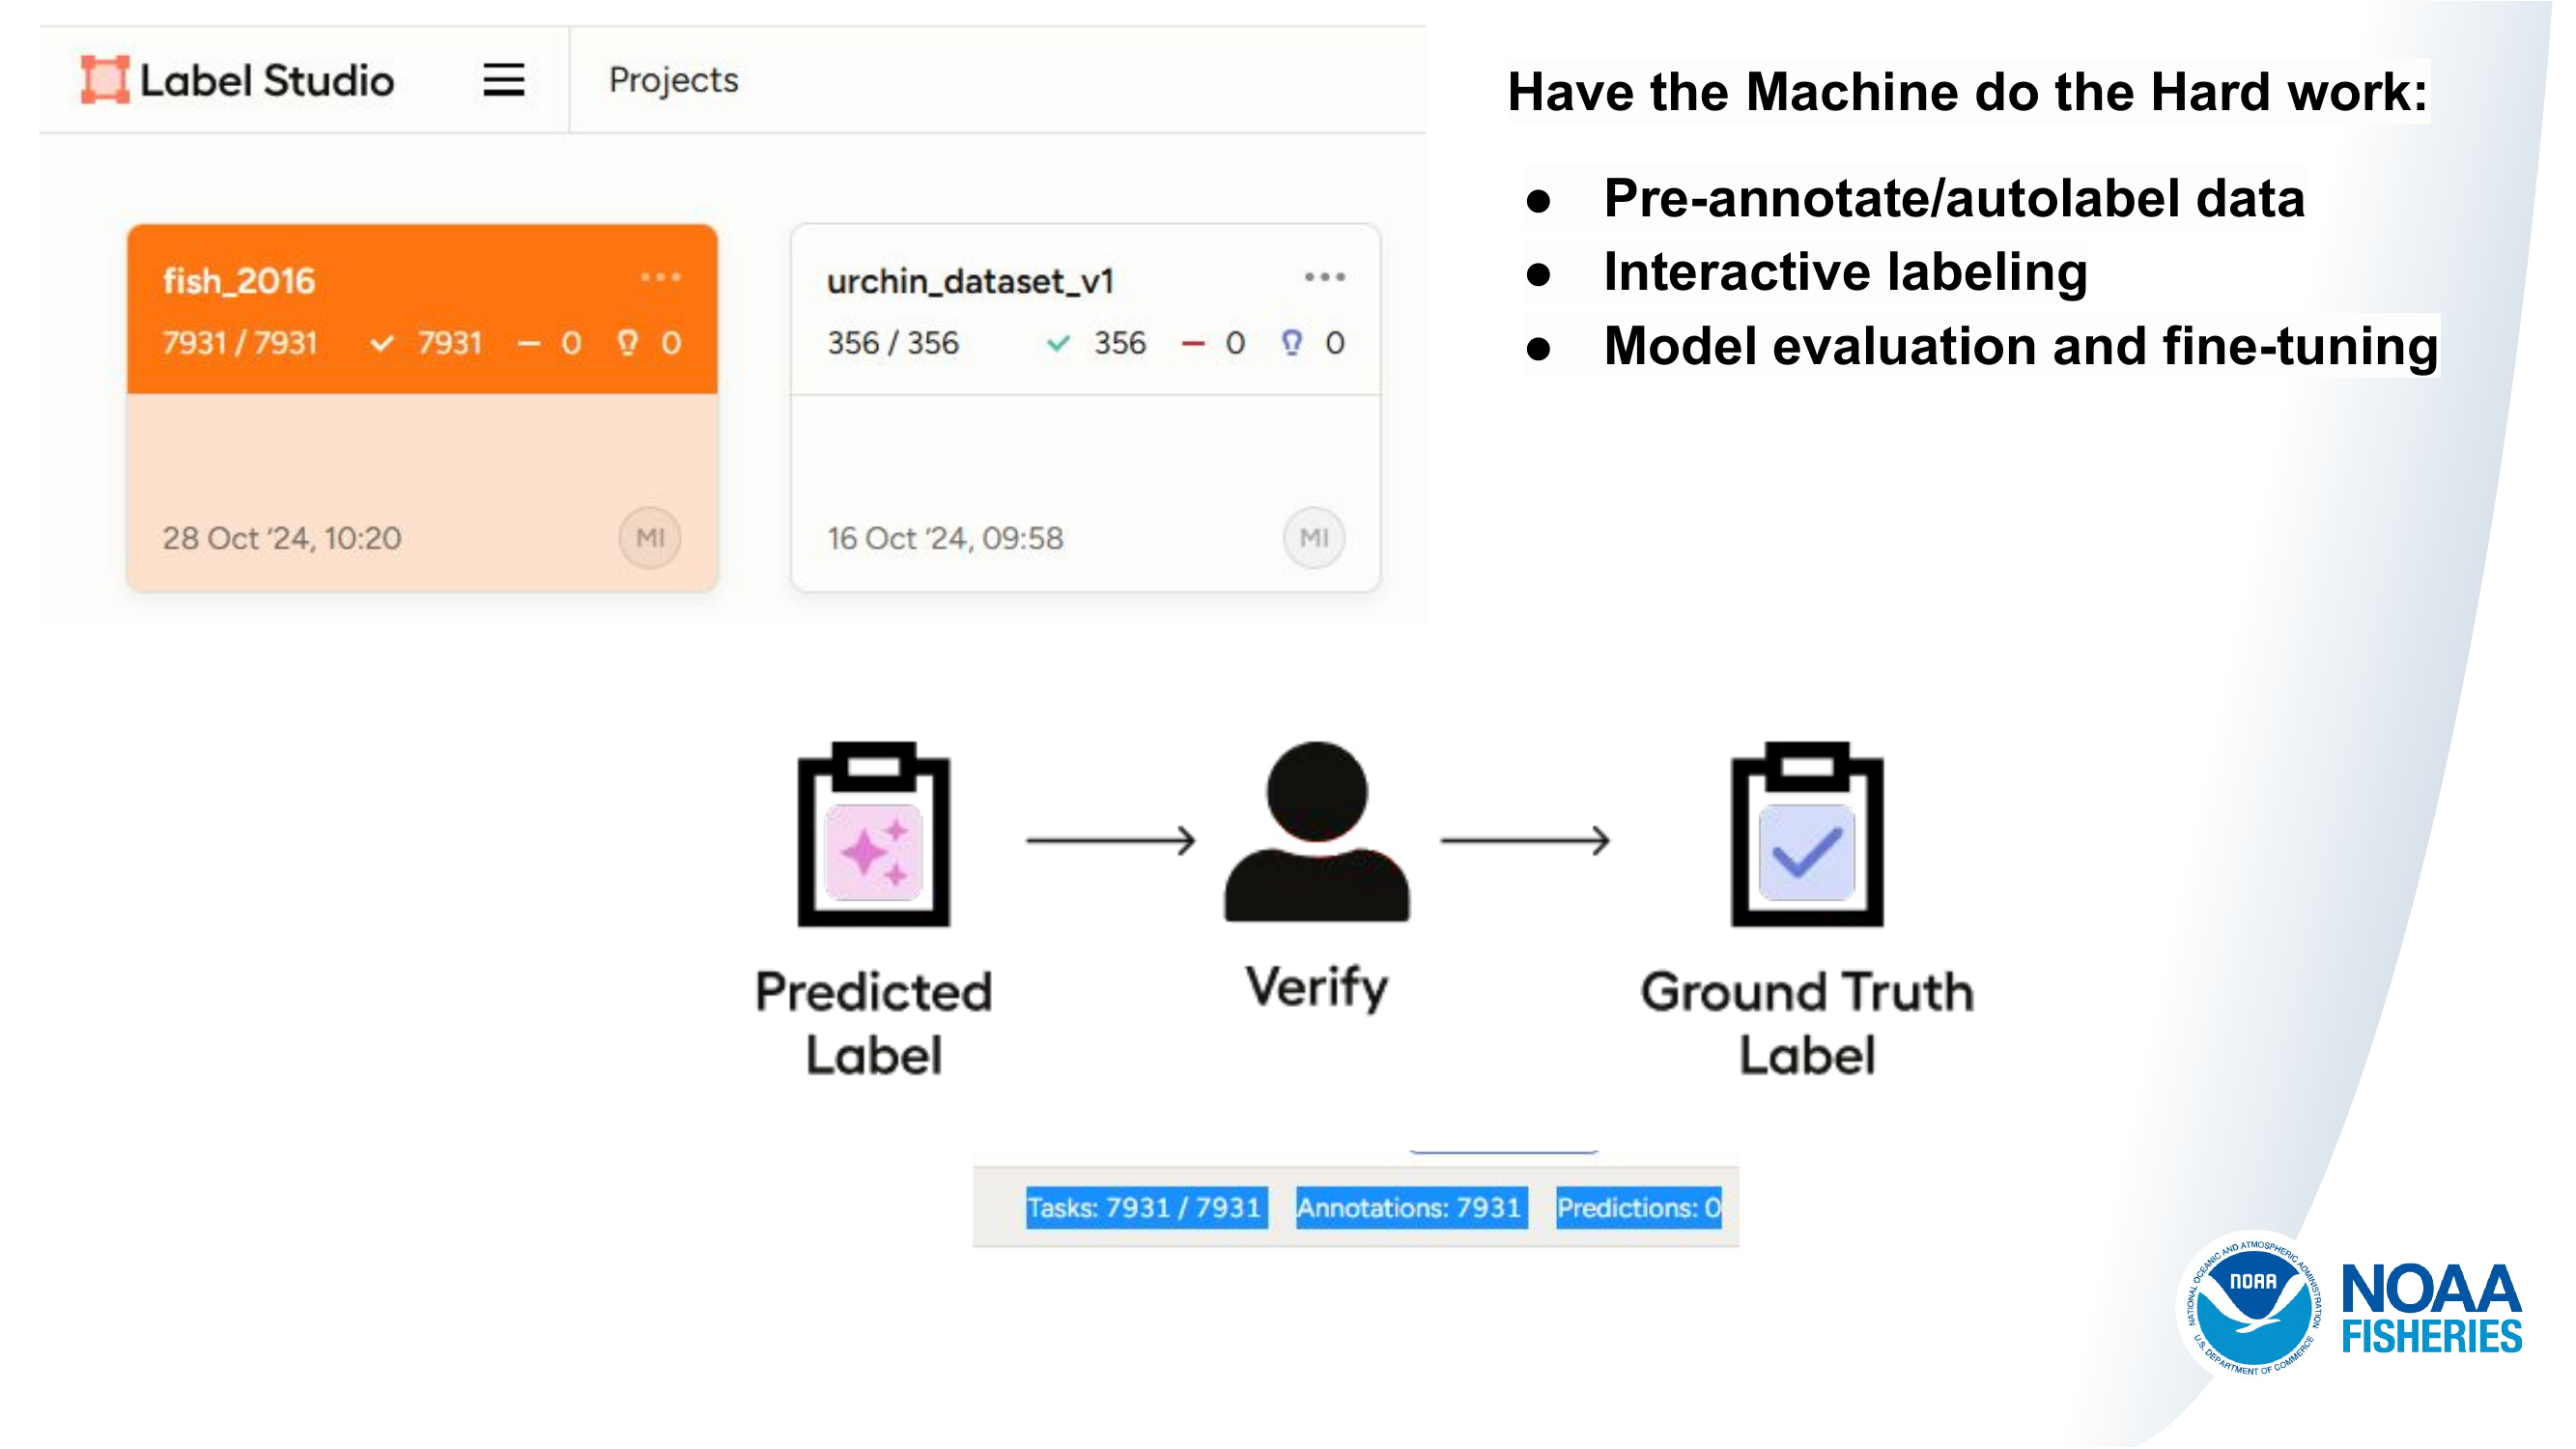 Label Studio
Projects
fish_2016
7931 / 7931 7931 0 0
28 Oct '24, 10:20
MI
urchin_dataset_v1
356 / 356 356 0 0
16 Oct '24, 09:58
MI
Have the Machine do the Hard work:
● Pre-annotate/autolabel data
● Interactive labeling
● Model evaluation and fine-tuning
Predicted
Label
Verify
Ground Truth
Label
Tasks: 7931 / 7931 Annotations: 7931 Predictions: 0
NATIONAL OCEANIC AND ATMOSPHERIC ADMINISTRATION
NOAA
U.S. DEPARTMENT OF COMMERCE
NOAA
FISHERIES